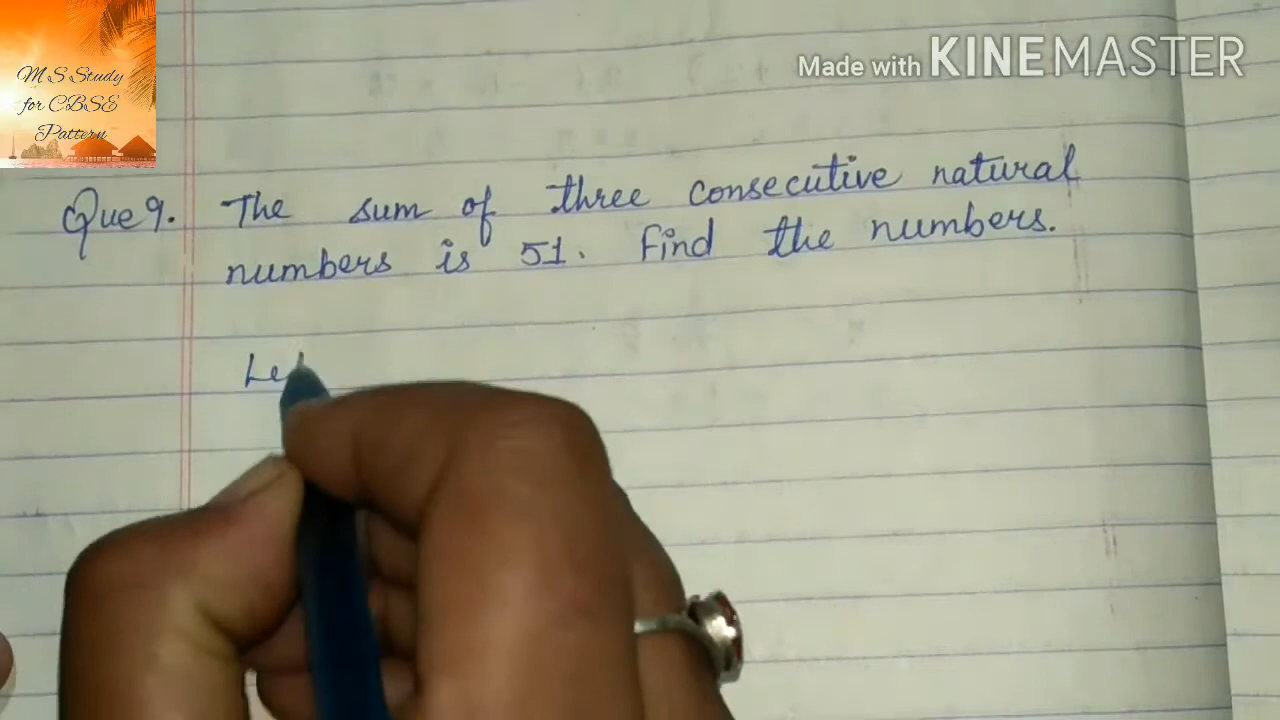 M S Study
for CBSE
Pattern
Made with KINEMASTER
Que 9. The sum of three consecutive natural
numbers is 51. Find the numbers.
Let